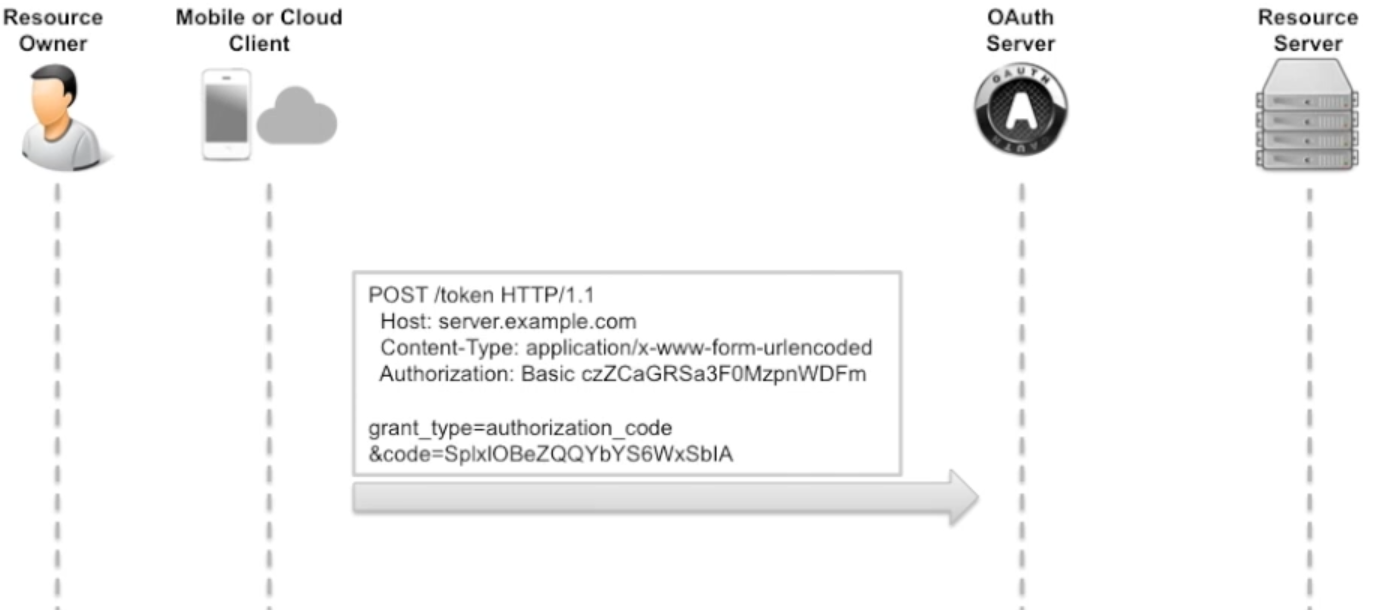 Resource
Owner
Mobile or Cloud
Client
OAuth
Server
Resource
Server
OAUTH
A
OAUTH
POST /token HTTP/1.1
Host: server.example.com
Content-Type: application/x-www-form-urlencoded
Authorization: Basic czZCaGRSa3F0MzpnWDFm
grant_type=authorization_code
&code=SplxlOBeZQQYbYS6WxSbIA